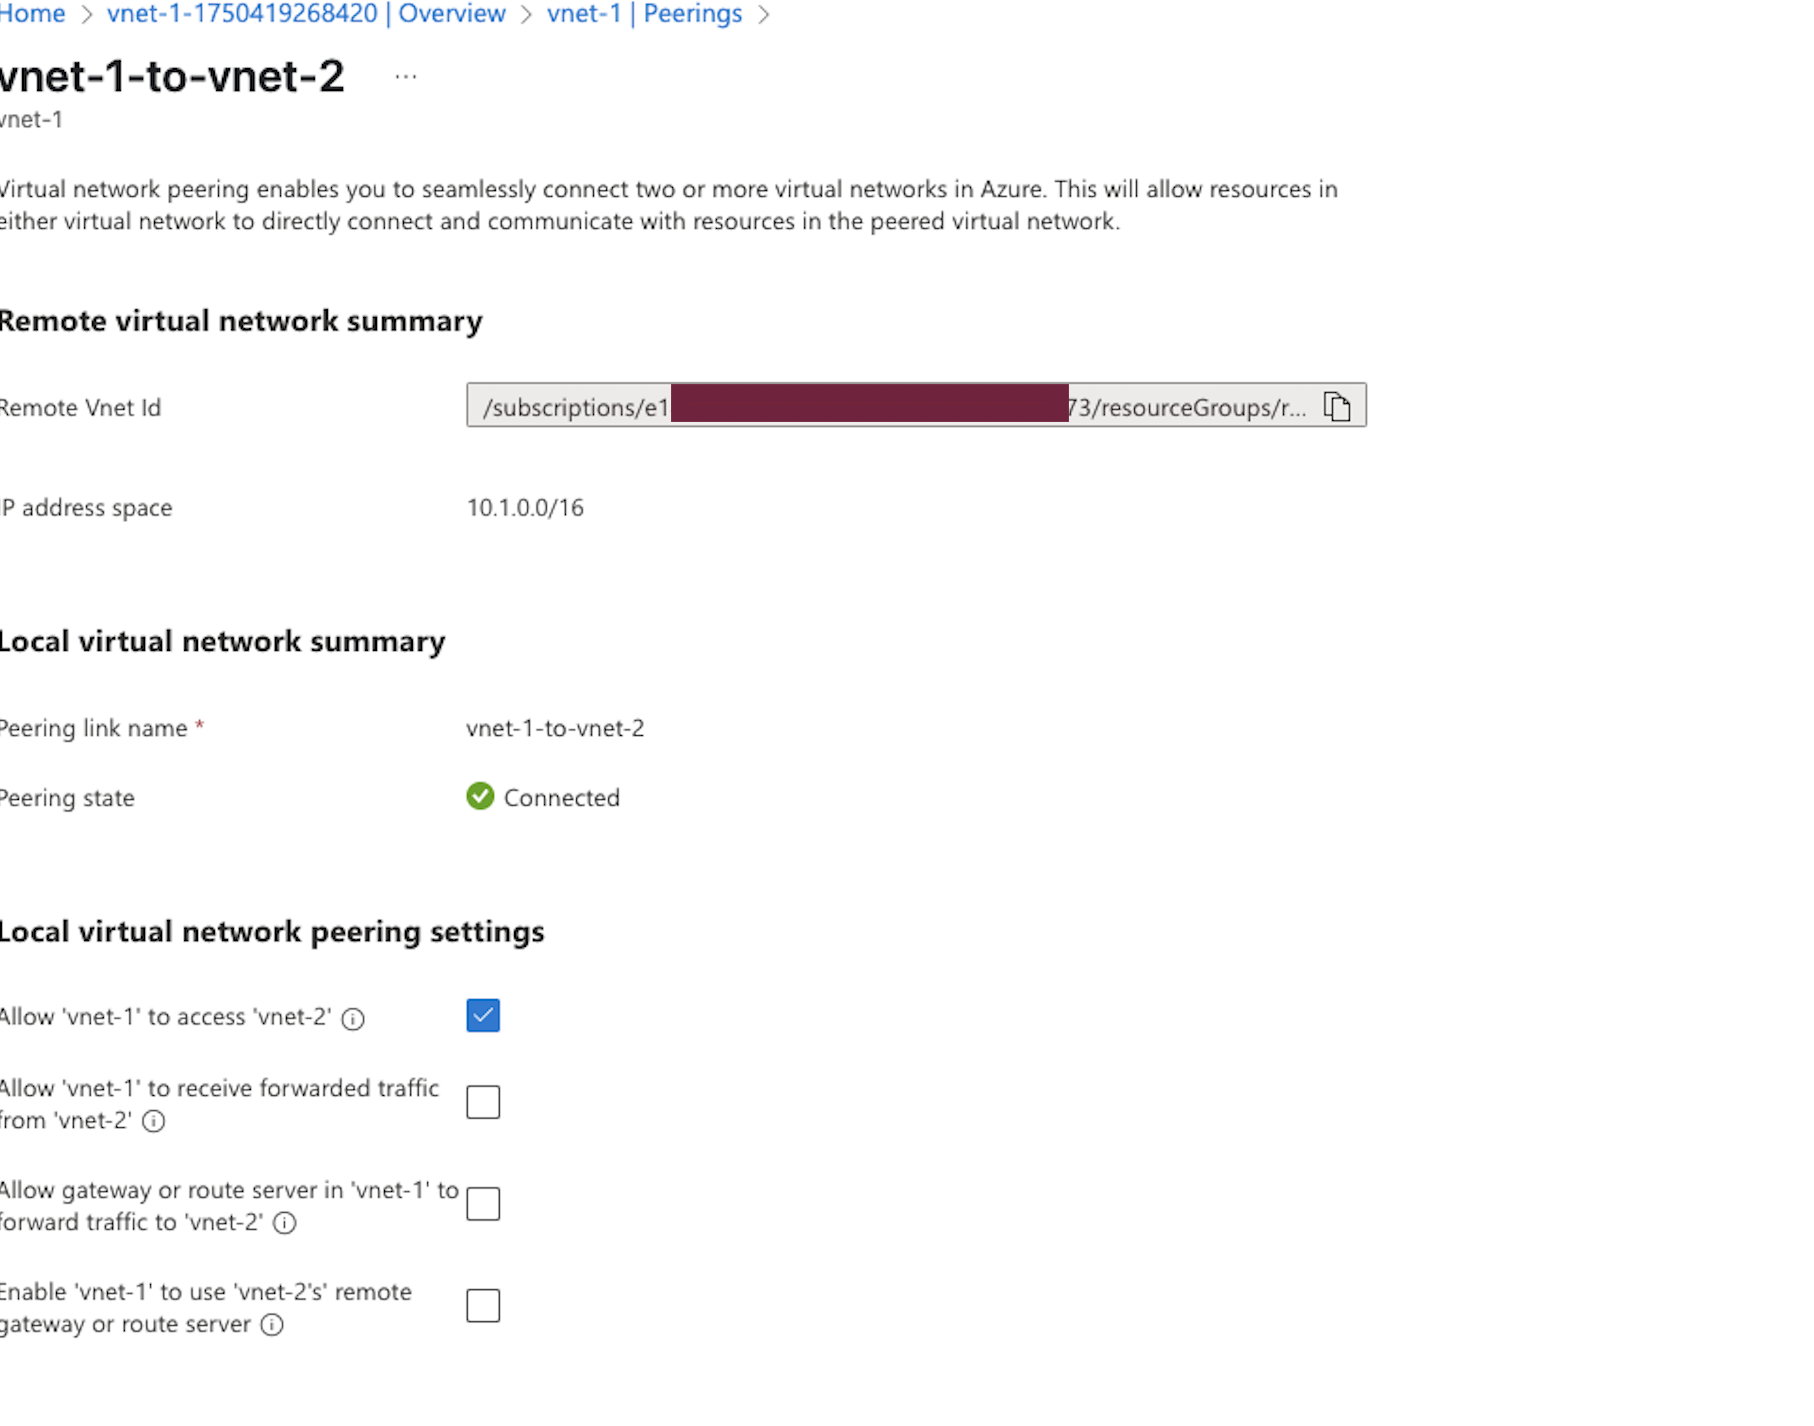 Home > vnet-1-1750419268420 | Overview > vnet-1 | Peerings >
vnet-1-to-vnet-2 ...
vnet-1
Virtual network peering enables you to seamlessly connect two or more virtual networks in Azure. This will allow resources in
either virtual network to directly connect and communicate with resources in the peered virtual network.
Remote virtual network summary
Remote Vnet Id /subscriptions/e1 73/resourceGroups/r...
IP address space 10.1.0.0/16
Local virtual network summary
Peering link name * vnet-1-to-vnet-2
Peering state Connected
Local virtual network peering settings
Allow 'vnet-1' to access 'vnet-2'
Allow 'vnet-1' to receive forwarded traffic
from 'vnet-2'
Allow gateway or route server in 'vnet-1' to
forward traffic to 'vnet-2'
Enable 'vnet-1' to use 'vnet-2's' remote
gateway or route server